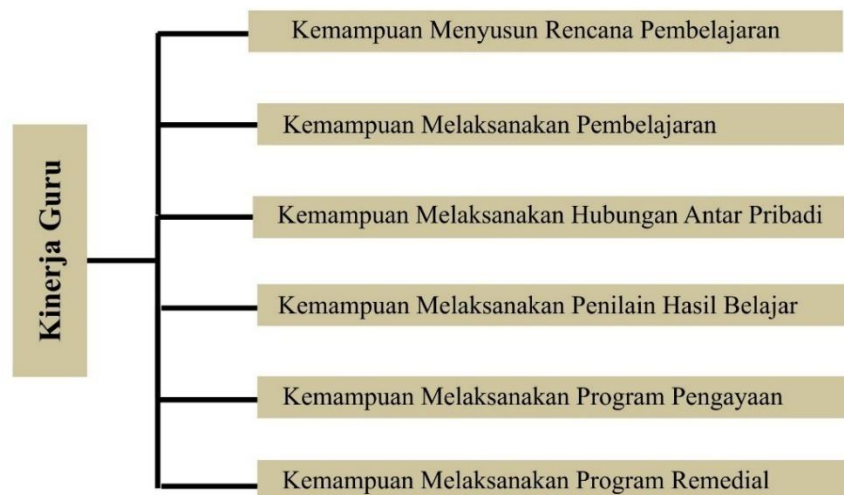 Kinerja Guru
Kemampuan Menyusun Rencana Pembelajaran
Kemampuan Melaksanakan Pembelajaran
Kemampuan Melaksanakan Hubungan Antar Pribadi
Kemampuan Melaksanakan Penilain Hasil Belajar
Kemampuan Melaksanakan Program Pengayaan
Kemampuan Melaksanakan Program Remedial